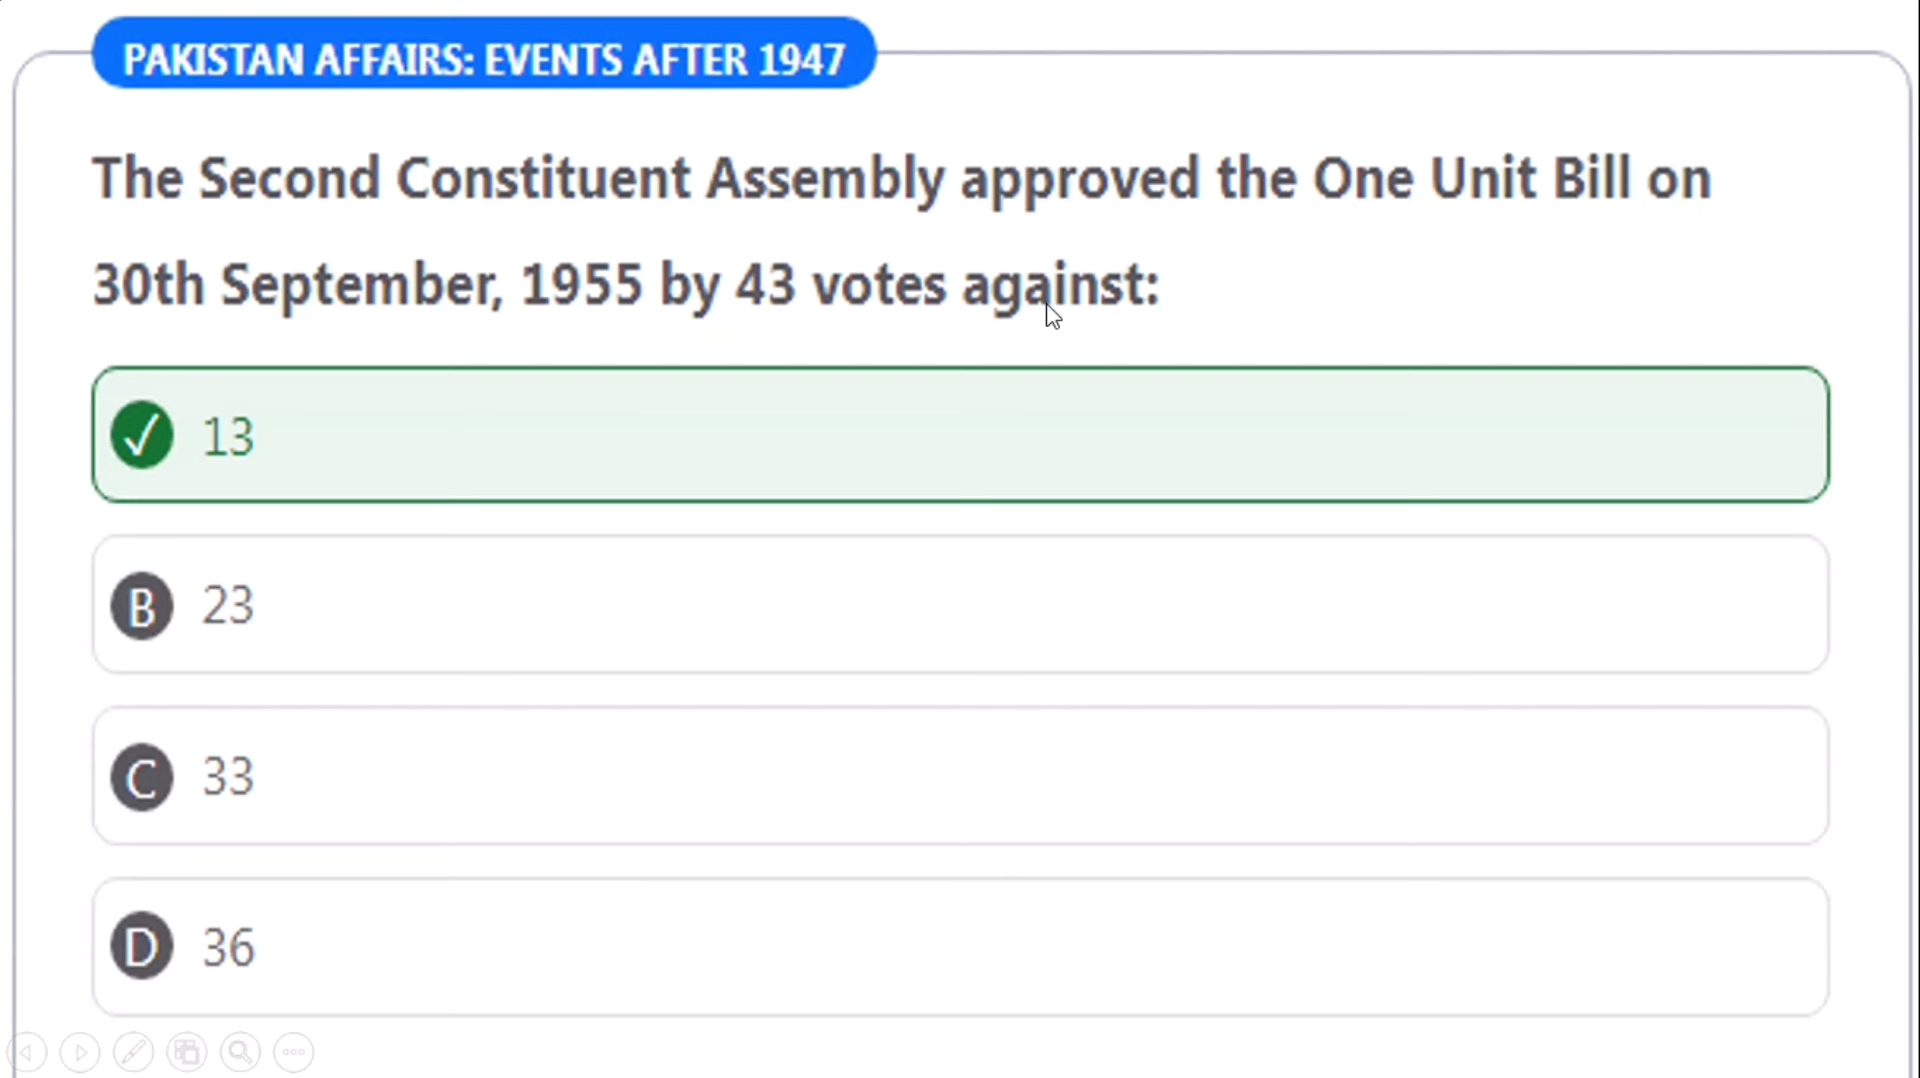 PAKISTAN AFFAIRS: EVENTS AFTER 1947
The Second Constituent Assembly approved the One Unit Bill on
30th September, 1955 by 43 votes against:
✓ 13
B 23
C 33
D 36